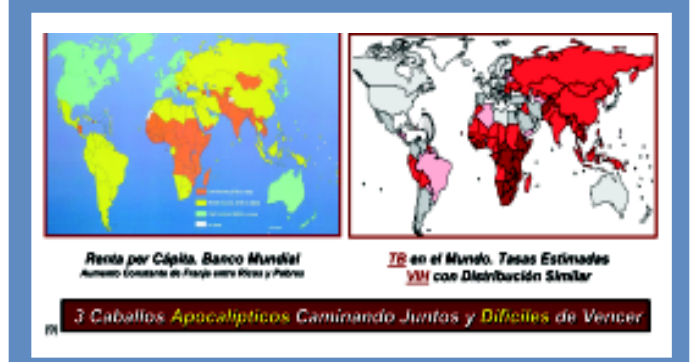 Renta per Cápita. Banco Mundial
Aumento Constante de Franja entre Ricos y Pobres
TB en el Mundo. Tasas Estimadas
VIH con Distribución Similar
3 Caballos Apocalípticos Caminando Juntos y Difíciles de Vencer